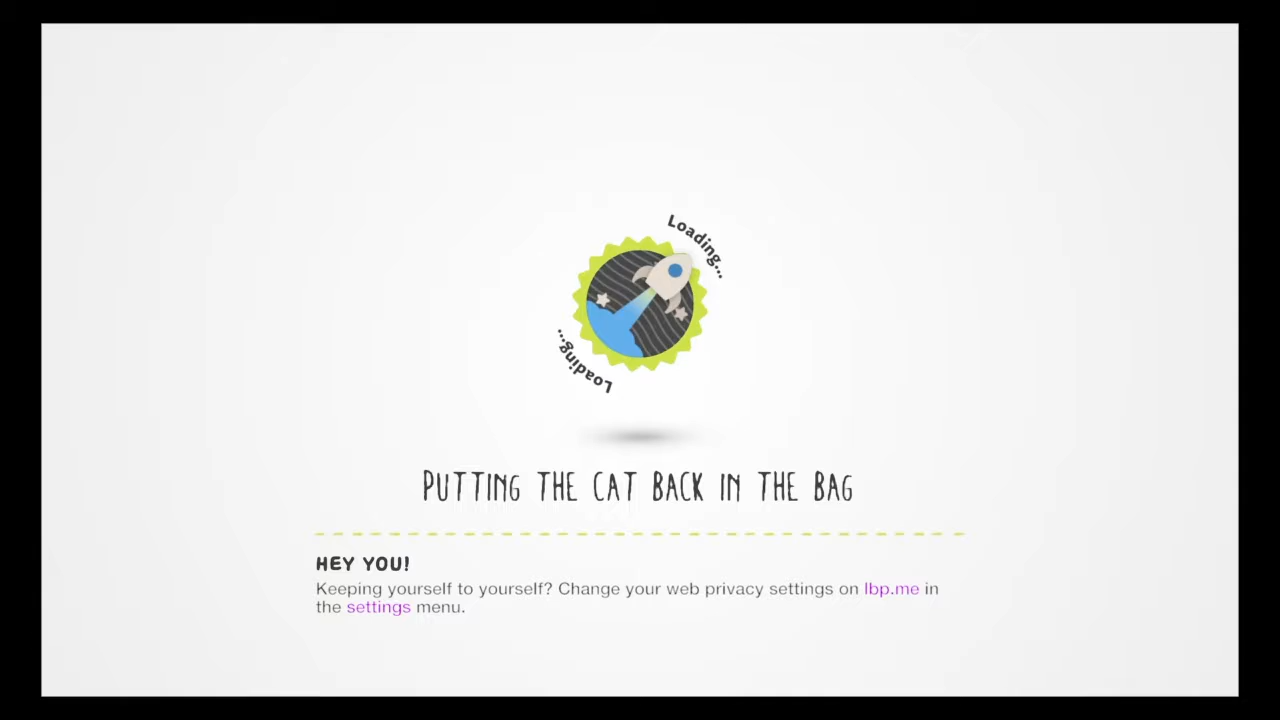 Loading...
Loading...
PUTTING THE CAT BACK IN THE BAG
HEY YOU!
Keeping yourself to yourself? Change your web privacy settings on lbp.me in
the settings menu.